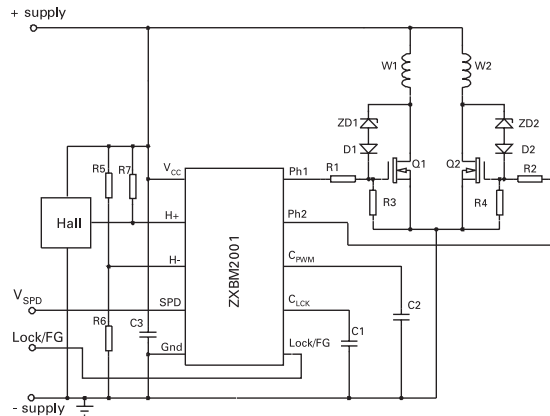 + supply
W1
W2
ZD1
ZD2
D1
D2
R5
R7
Vcc
Ph1
R1
Q1
Q2
R2
R3
R4
Hall
H+
Ph2
ZXBM2001
H-
CPWM
VSPD
SPD
CLCK
C2
Lock/FG
R6
C3
C1
Gnd
Lock/FG
- supply